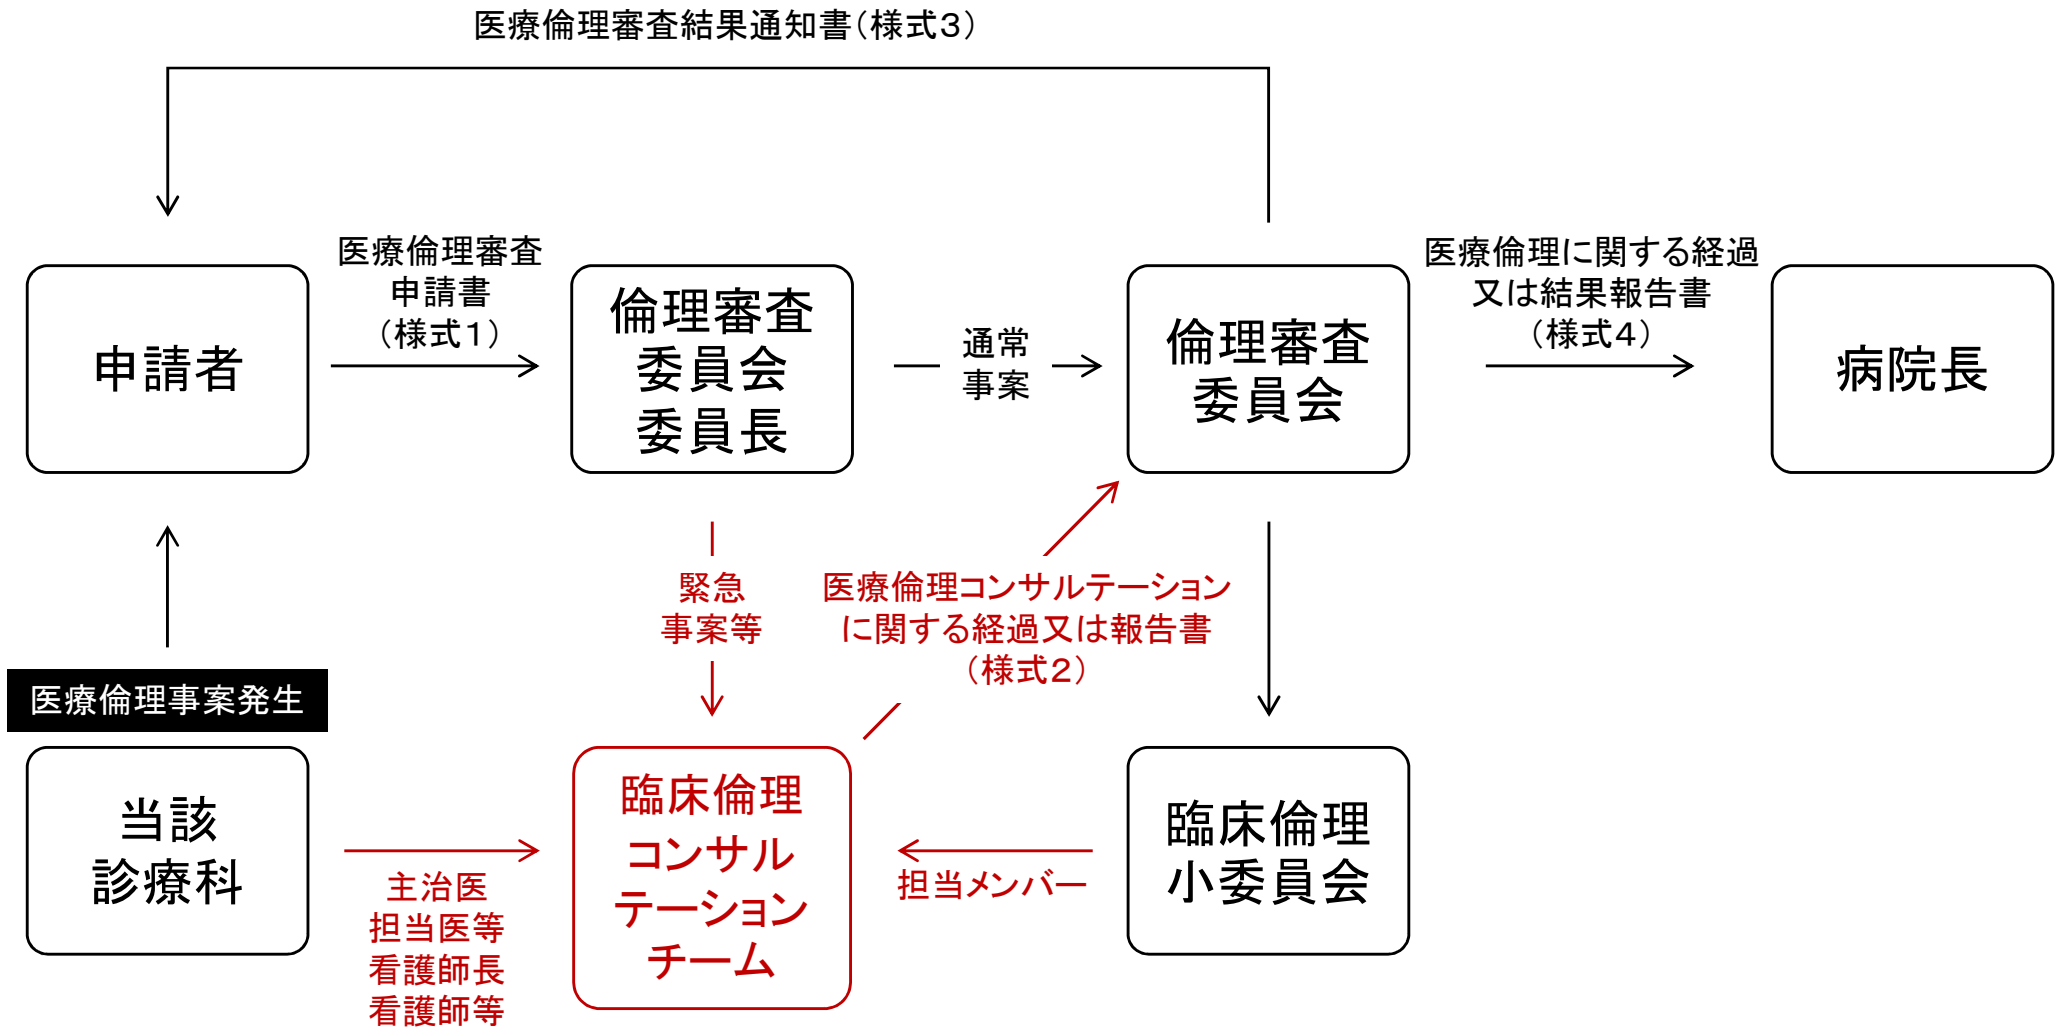 医療倫理審査結果通知書（様式３）
医療倫理審査
申請書
（様式１）
医療倫理に関する経過
又は結果報告書
（様式４）
申請者
倫理審査
委員会
委員長
通常
事案
倫理審査
委員会
病院長
緊急
事案等
医療倫理コンサルテーション
に関する経過又は報告書
（様式２）
医療倫理事案発生
当該
診療科
主治医
担当医等
看護師長
看護師等
臨床倫理
コンサル
テーション
チーム
担当メンバー
臨床倫理
小委員会